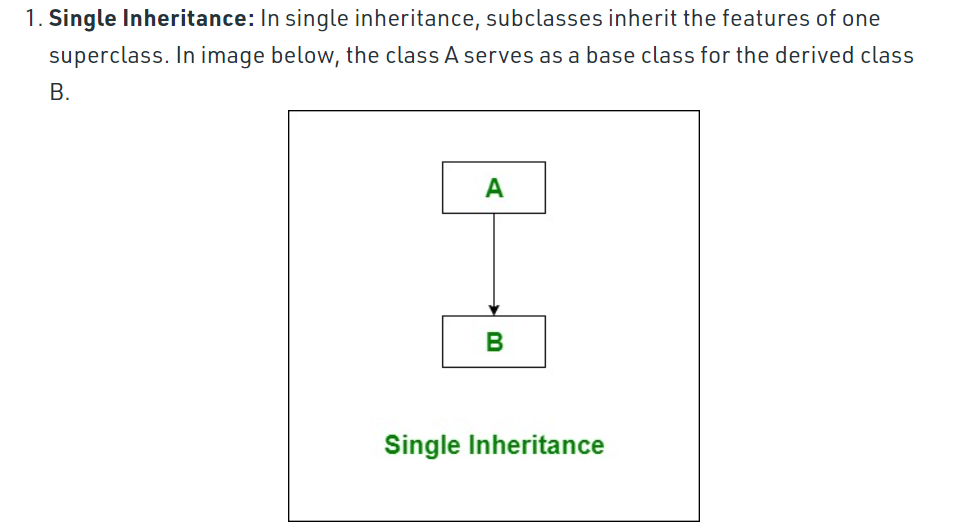 1. Single Inheritance: In single inheritance, subclasses inherit the features of one
superclass. In image below, the class A serves as a base class for the derived class
B.
A
B
Single Inheritance